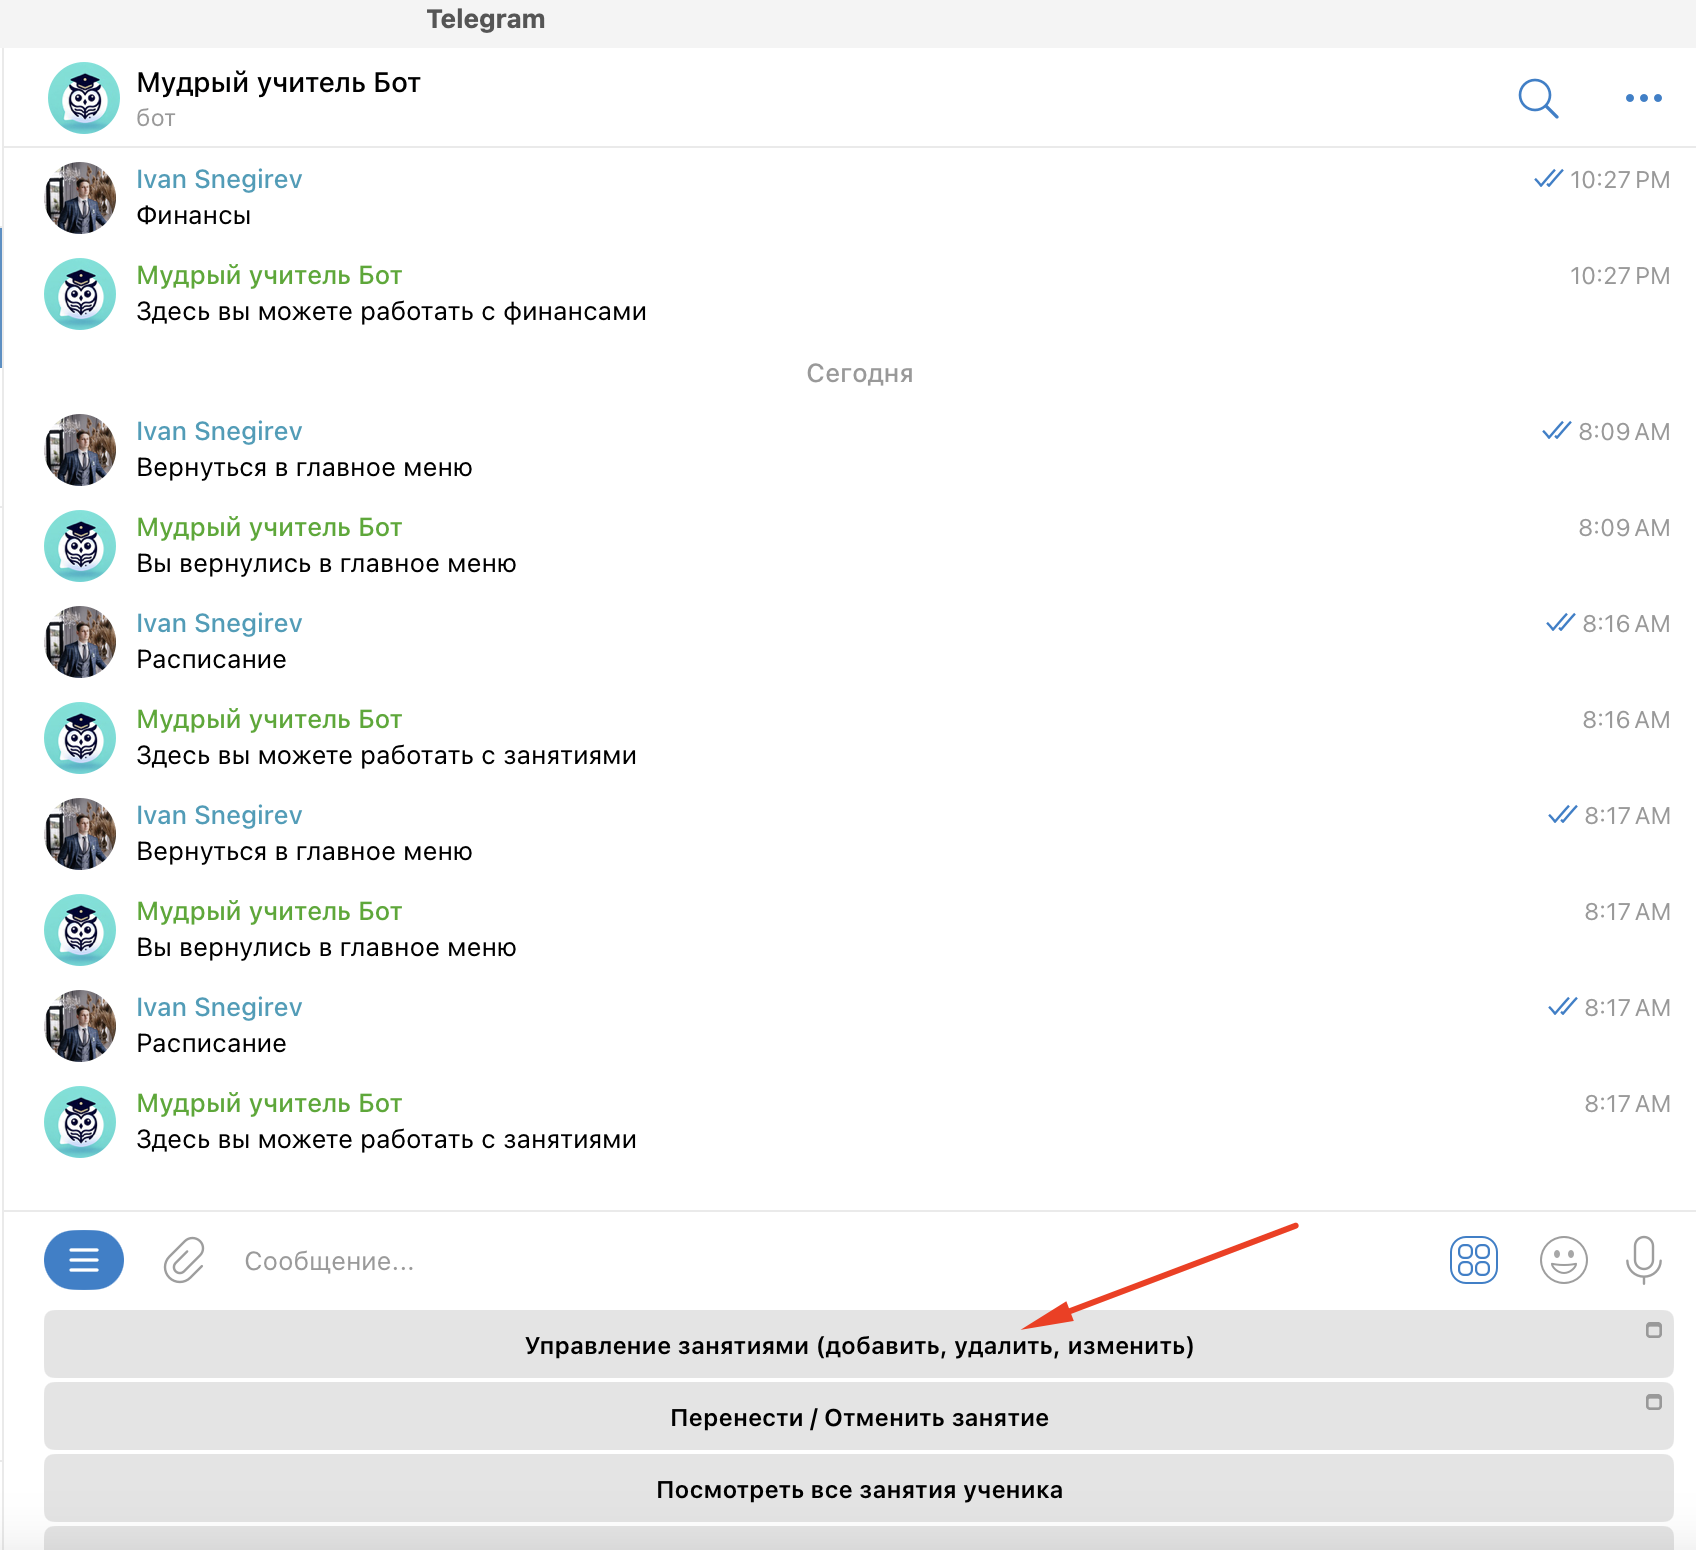 Telegram
Мудрый учитель Бот
бот
Ivan Snegirev 10:27 PM
Финансы
Мудрый учитель Бот 10:27 PM
Здесь вы можете работать с финансами
Сегодня
Ivan Snegirev 8:09 AM
Вернуться в главное меню
Мудрый учитель Бот 8:09 AM
Вы вернулись в главное меню
Ivan Snegirev 8:16 AM
Расписание
Мудрый учитель Бот 8:16 AM
Здесь вы можете работать с занятиями
Ivan Snegirev 8:17 AM
Вернуться в главное меню
Мудрый учитель Бот 8:17 AM
Вы вернулись в главное меню
Ivan Snegirev 8:17 AM
Расписание
Мудрый учитель Бот 8:17 AM
Здесь вы можете работать с занятиями
Сообщение...
Управление занятиями (добавить, удалить, изменить)
Перенести / Отменить занятие
Посмотреть все занятия ученика